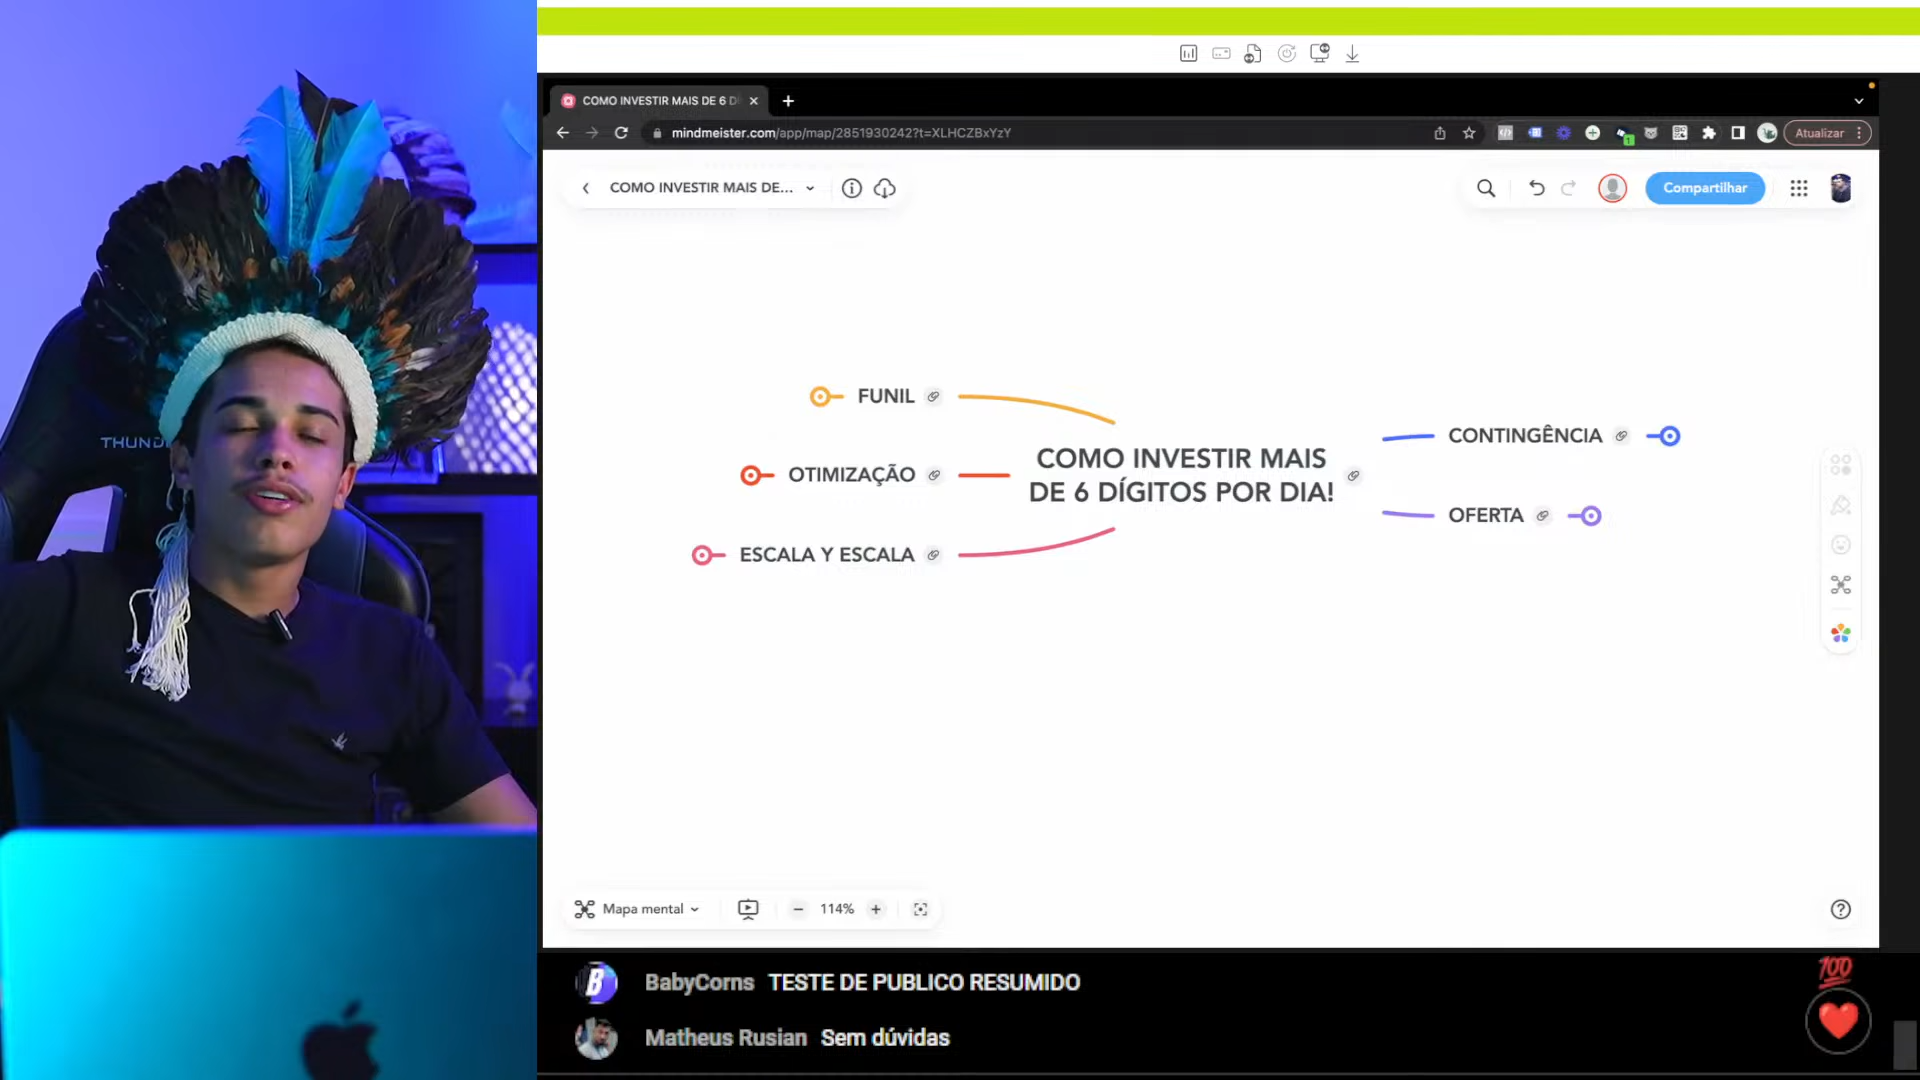 THUND
COMO INVESTIR MAIS DE 6 D
mindmeister.com/app/map/2851930242?t=XLHCZBxYzY
Atualizar
1
COMO INVESTIR MAIS DE...
Compartilhar
FUNIL
OTIMIZAÇÃO
ESCALA Y ESCALA
COMO INVESTIR MAIS
DE 6 DÍGITOS POR DIA!
CONTINGÊNCIA
OFERTA
Mapa mental
114%
B
BabyCorns TESTE DE PUBLICO RESUMIDO
Matheus Rusian Sem dúvidas
100